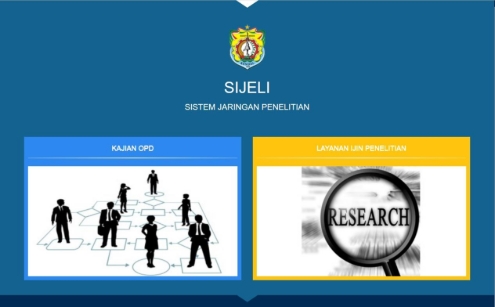 SIJELI
SISTEM JARINGAN PENELITIAN
KAJIAN OPD
LAYANAN IJIN PENELITIAN
RESEARCH